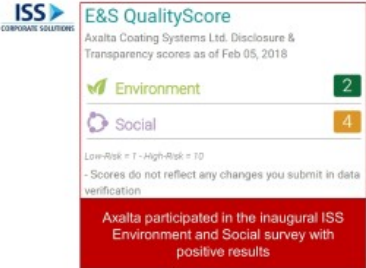 ISS
CORPORATE SOLUTIONS
E&S QualityScore
Axalta Coating Systems Ltd. Disclosure &
Transparency scores as of Feb 05, 2018
Environment 2
Social 4
Low-Risk = 1 - High-Risk = 10
- Scores do not reflect any changes you submit in data
verification
Axalta participated in the inaugural ISS
Environment and Social survey with
positive results